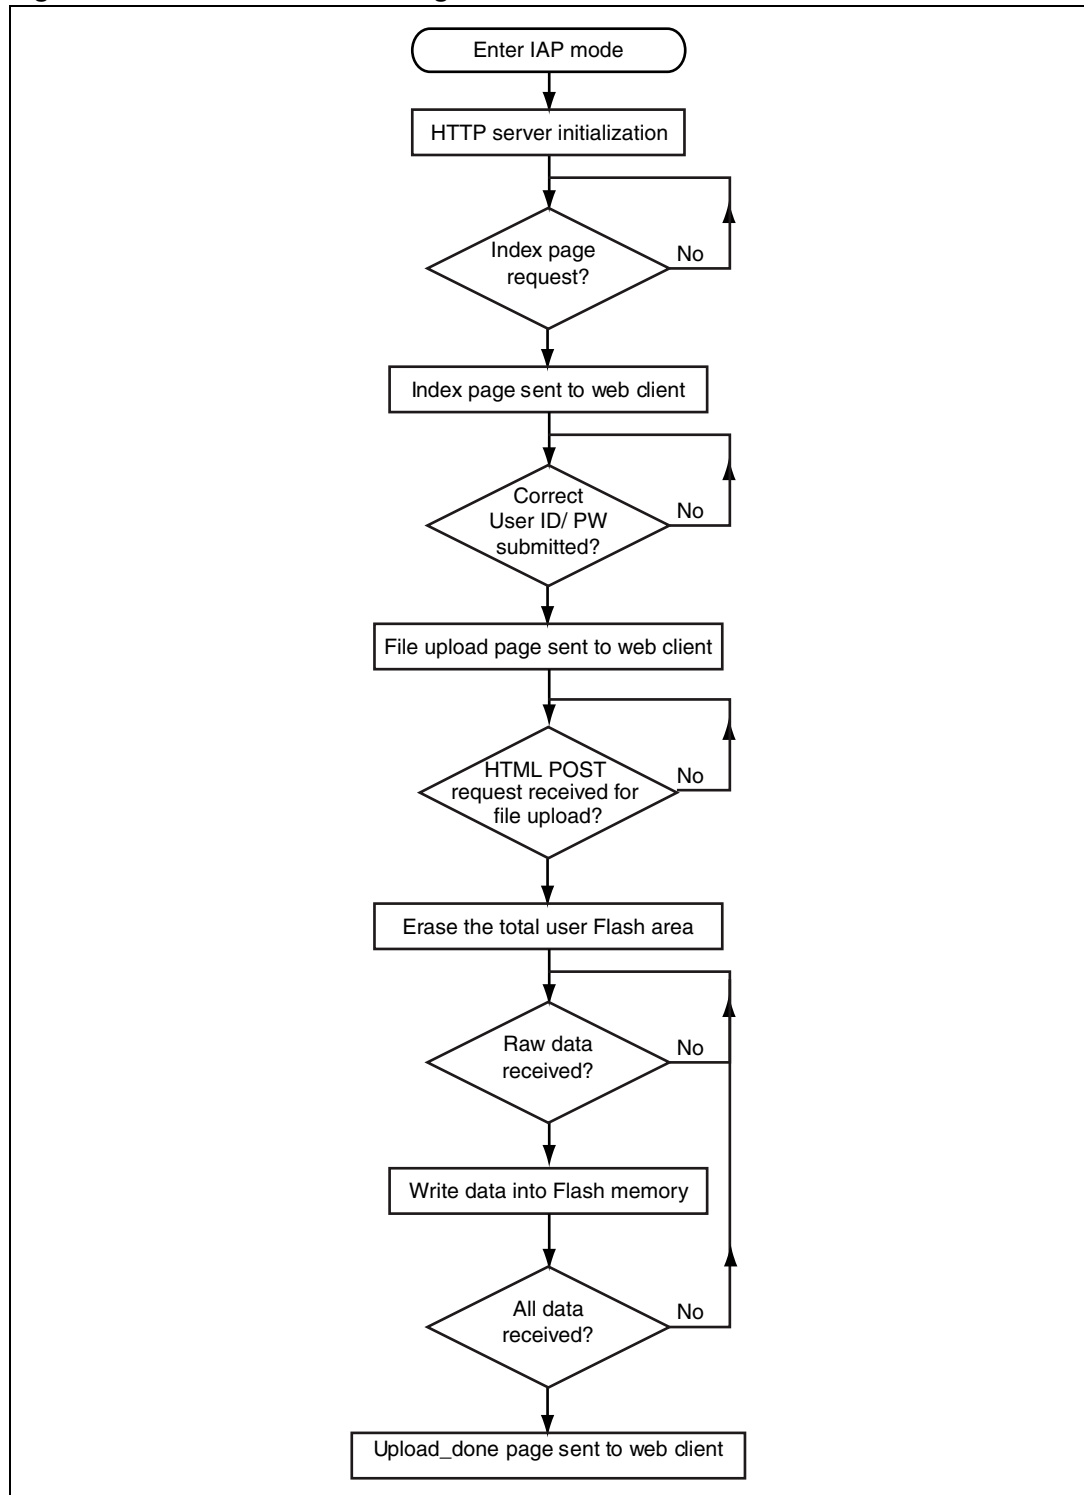 Enter IAP mode
HTTP server initialization
Index page
request?
No
Index page sent to web client
Correct
User ID/ PW
submitted?
No
File upload page sent to web client
HTML POST
request received for
file upload?
No
Erase the total user Flash area
Raw data
received?
No
Write data into Flash memory
All data
received?
No
Upload_done page sent to web client